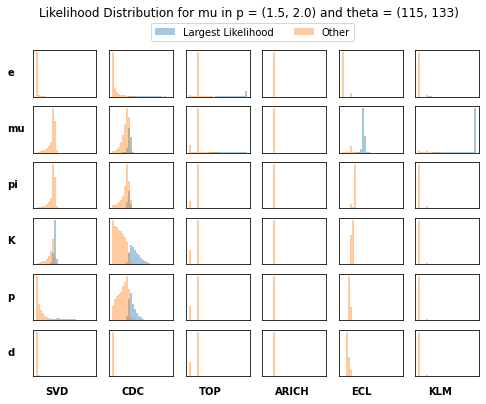 Likelihood Distribution for mu in p = (1.5, 2.0) and theta = (115, 133)
Largest Likelihood Other
e
mu
pi
K
p
d
SVD CDC TOP ARICH ECL KLM